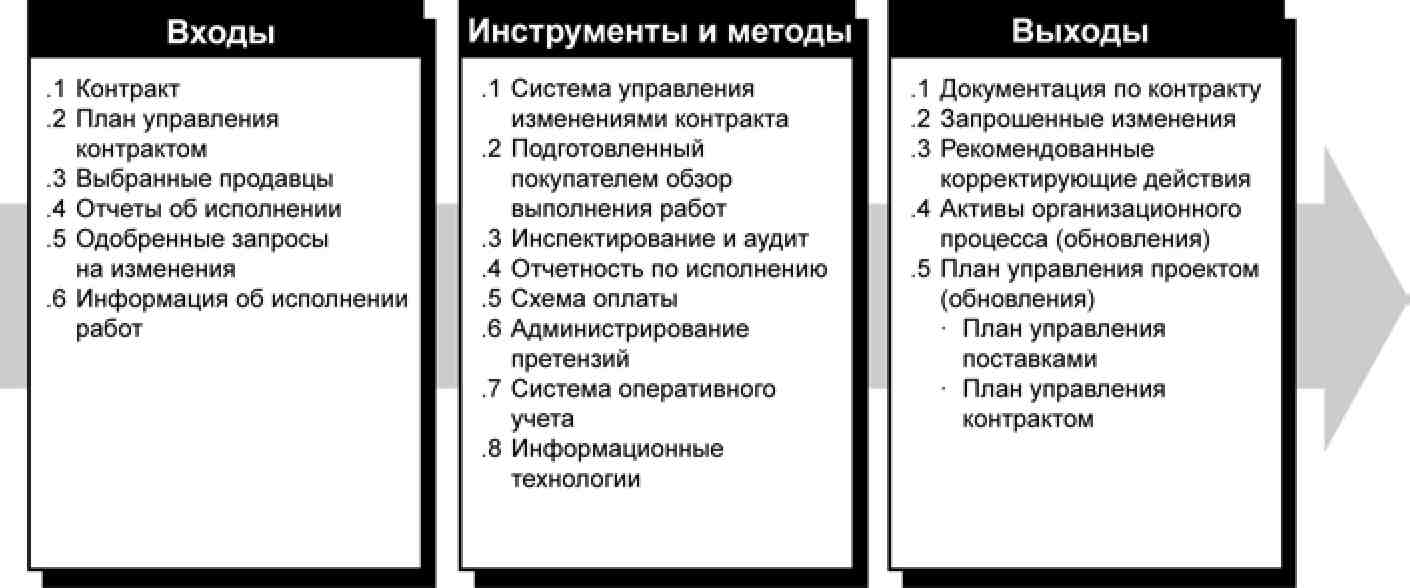 Входы
.1 Контракт
.2 План управления
контрактом
.3 Выбранные продавцы
.4 Отчеты об исполнении
.5 Одобренные запросы
на изменения
.6 Информация об исполнении
работ
Инструменты и методы
.1 Система управления
изменениями контракта
.2 Подготовленный
покупателем обзор
выполнения работ
.3 Инспектирование и аудит
.4 Отчетность по исполнению
.5 Схема оплаты
.6 Администрирование
претензий
.7 Система оперативного
учета
.8 Информационные
технологии
Выходы
.1 Документация по контракту
.2 Запрошенные изменения
.3 Рекомендованные
корректирующие действия
.4 Активы организационного
процесса (обновления)
.5 План управления проектом
(обновления)
· План управления
поставками
· План управления
контрактом